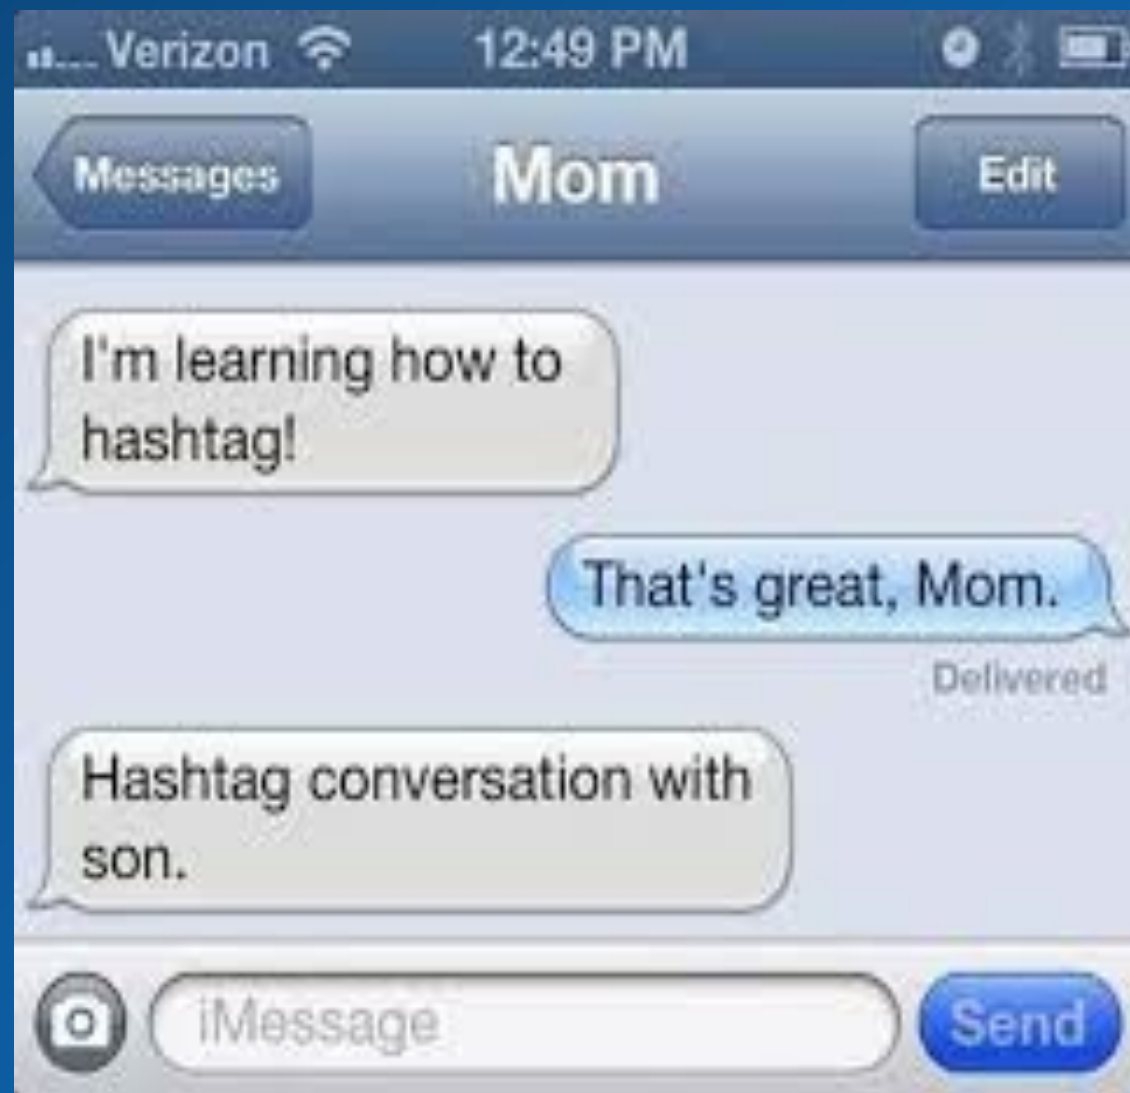 Verizon 12:49 PM
Messages Mom Edit
I'm learning how to
hashtag!
That's great, Mom.
Delivered
Hashtag conversation with
son.
iMessage Send